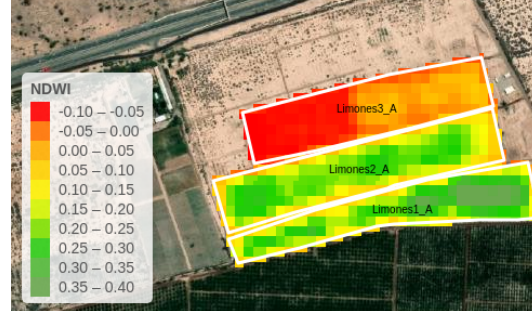 NDWI
-0.10 – -0.05
-0.05 – 0.00
0.00 – 0.05
0.05 – 0.10
0.10 – 0.15
0.15 – 0.20
0.20 – 0.25
0.25 – 0.30
0.30 – 0.35
0.35 – 0.40
Limones3_A
Limones2_A
Limones1_A